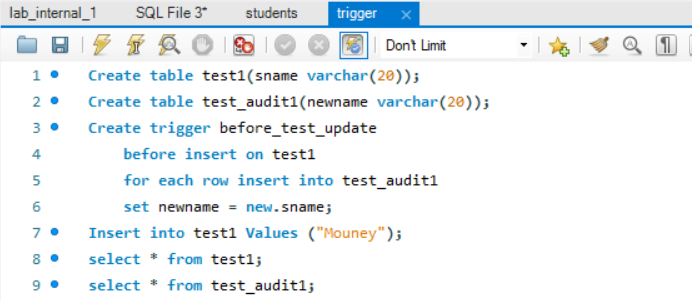 lab_internal_1 SQL File 3* students trigger
Don't Limit
1 Create table test1(sname varchar(20));
2 Create table test_audit1(newname varchar(20));
3 Create trigger before_test_update
4 before insert on test1
5 for each row insert into test_audit1
6 set newname = new.sname;
7 Insert into test1 Values ("Mouney");
8 select * from test1;
9 select * from test_audit1;